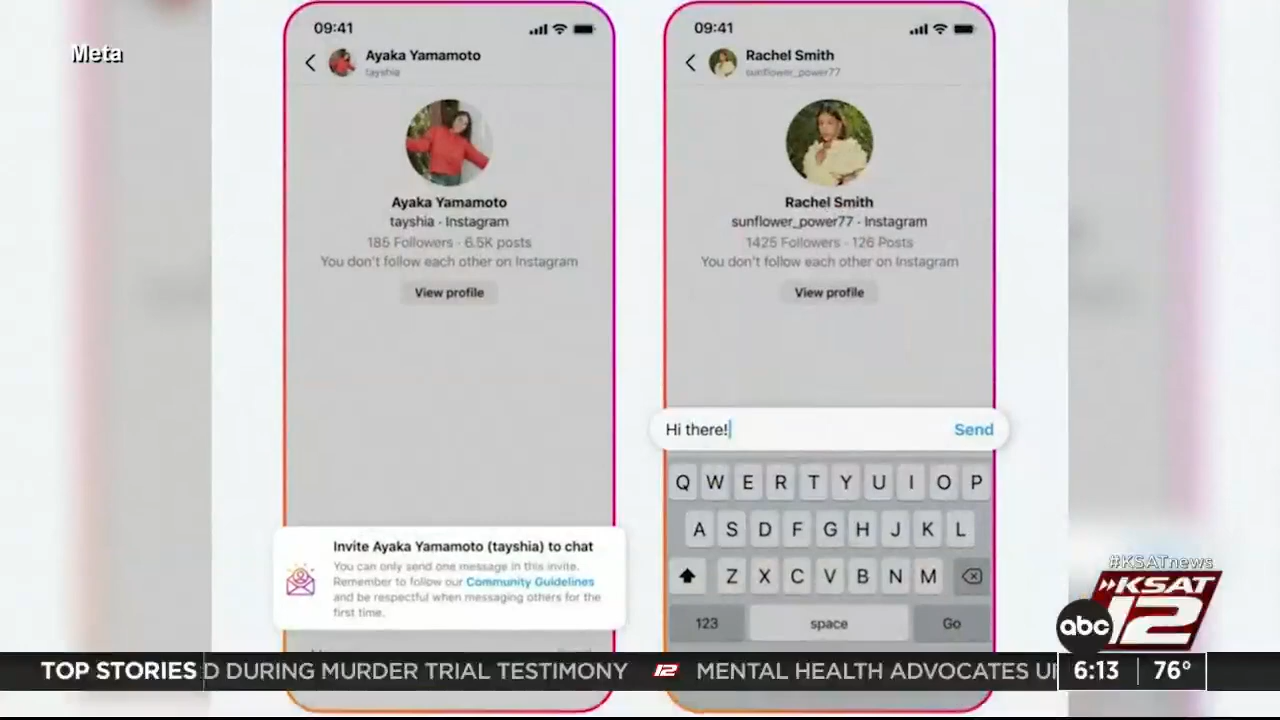 Meta
09:41
Ayaka Yamamoto
tayshia
Ayaka Yamamoto
tayshia - Instagram
185 Followers · 6.5K posts
You don't follow each other on Instagram
View profile
Invite Ayaka Yamamoto (tayshia) to chat
You can only send one message in this invite.
Remember to follow our Community Guidelines
and be respectful when messaging others for the
first time.
09:41
Rachel Smith
sunflower_power77
Rachel Smith
sunflower_power77 - Instagram
1425 Followers · 126 Posts
You don't follow each other on Instagram
View profile
Hi there!
Send
Q W E R T Y U I O P
A S D F G H J K L
Z X C V B N M
123 space Go
#KSATnews
KSAT
abc 12
TOP STORIES D DURING MURDER TRIAL TESTIMONY 12 MENTAL HEALTH ADVOCATES U
6:13 76°